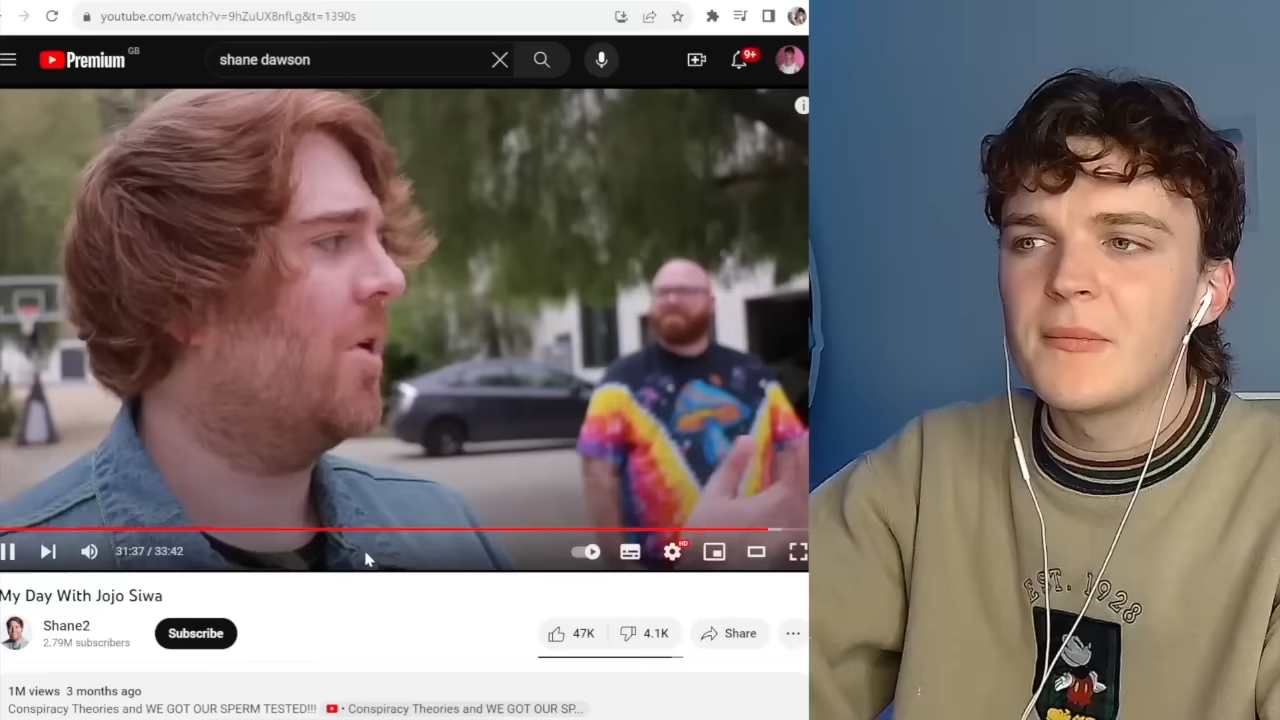 youtube.com/watch?v=9hZuUX8nfLg&t=1390s
Premium GB
shane dawson
9+
31:37 / 33:42
HD
My Day With Jojo Siwa
Shane2
2.79M subscribers
Subscribe
47K
4.1K
Share
1M views 3 months ago
Conspiracy Theories and WE GOT OUR SPERM TESTED!!! • Conspiracy Theories and WE GOT OUR SP...
EST. 1928